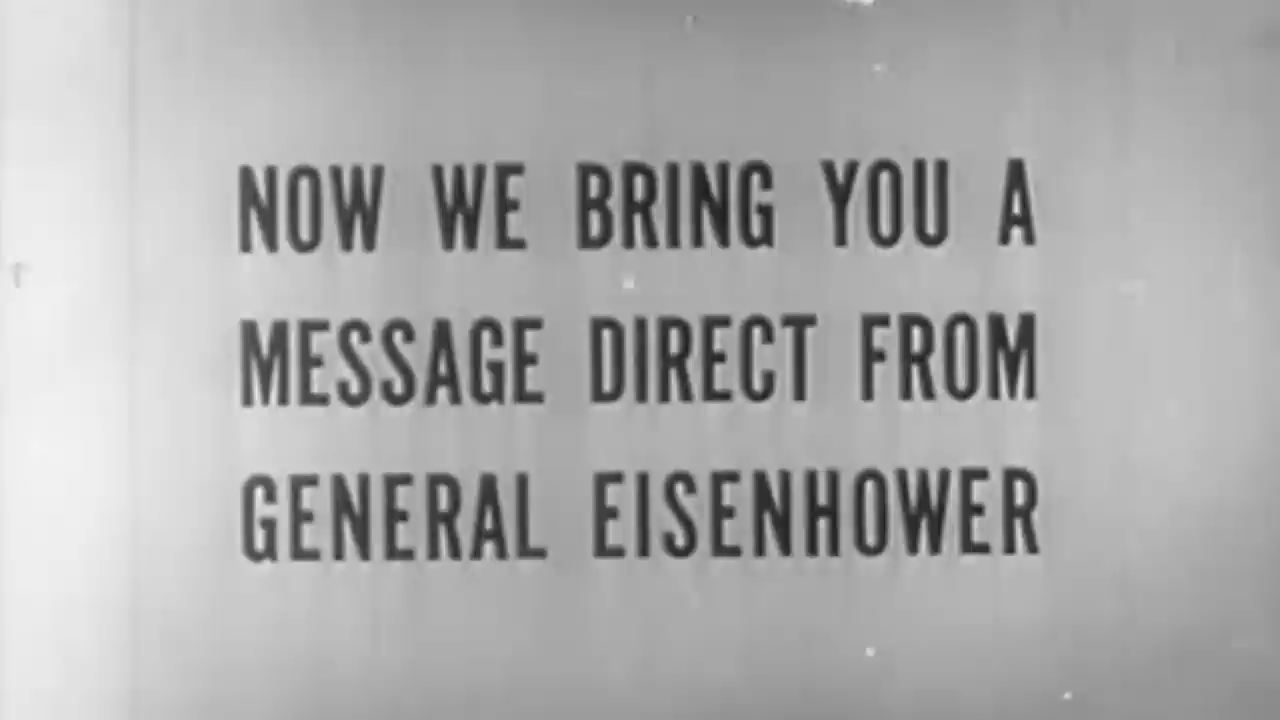 NOW WE BRING YOU A
MESSAGE DIRECT FROM
GENERAL EISENHOWER